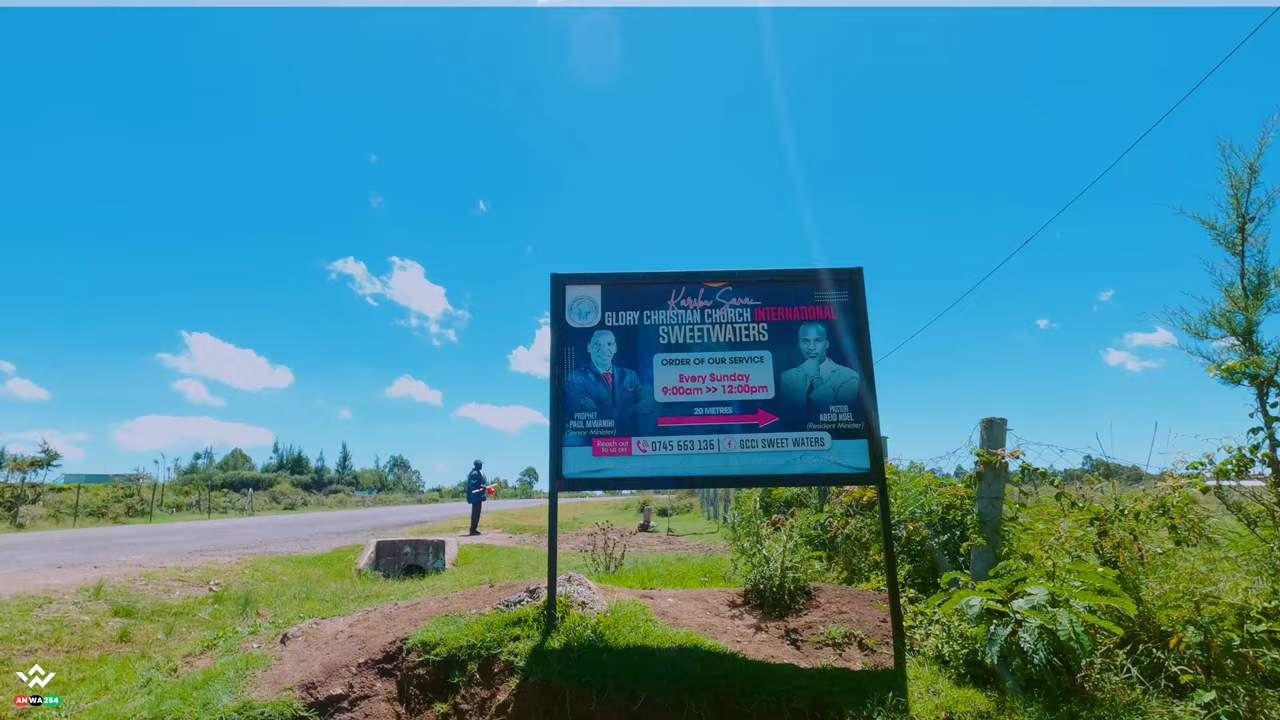 Karibu Sana
GLORY CHRISTIAN CHURCH INTERNATIONAL
SWEETWATERS
ORDER OF OUR SERVICE
Every Sunday
9:00am >> 12:00pm
20 METRES
PROPHET
PAUL MWANIKI
(Senior Minister)
PASTOR
ABEID NOEL
(Resident Minister)
Reach out
to us on
0745 663 136
GCCI SWEET WATERS
ANWA254